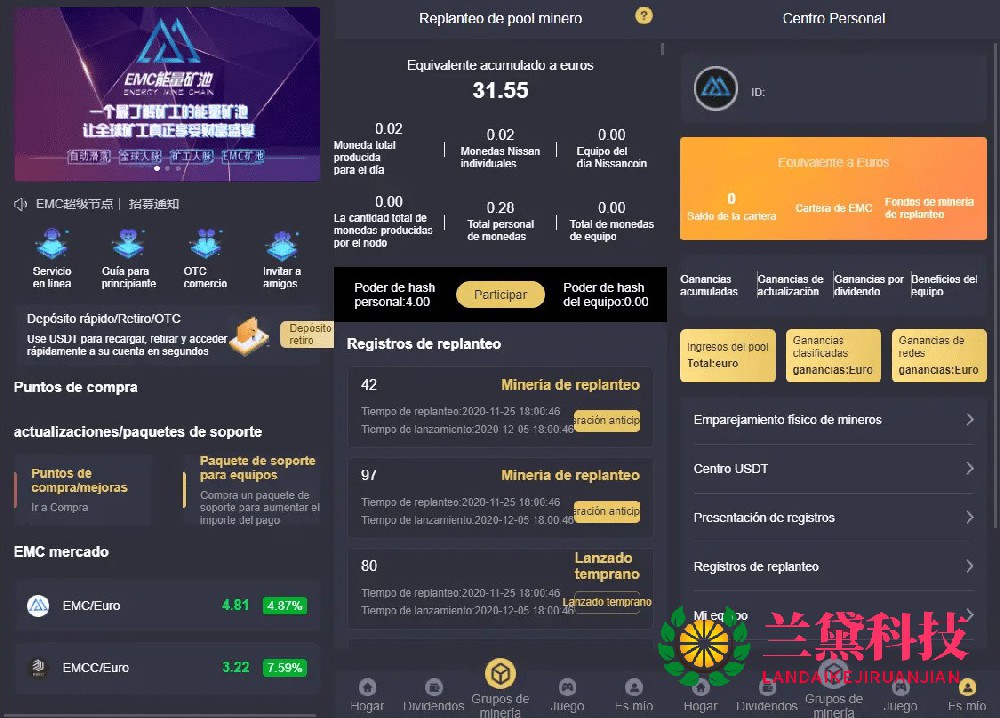 EMC能量矿池
ENERGY MINE CHAIN
一个最了解矿工的能量矿池
让全球矿工真正享受财富盛宴
自动滑落 全球人脉 矿工人脉 EMC矿池
EMC超级节点 | 招募通知
Servicio
en línea
Guía para
principiante
OTC
comercio
Invitar a
amigos
Depósito rápido/Retiro/OTC
Use USDT para recargar, retirar y acceder
rápidamente a su cuenta en segundos
Depósito
retiro
Puntos de compra
actualizaciones/paquetes de soporte
Puntos de
compra/mejoras
Ir a Compra
Paquete de soporte
para equipos
Compra un paquete de
soporte para aumentar el
importe del pago
EMC mercado
EMC/Euro 4.81 4.87%
EMCC/Euro 3.22 7.59%
Hogar Dividendos Grupos de
minería Juego Es mío
Replanteo de pool minero
?
Equivalente acumulado a euros
31.55
0.02
Moneda total
producida
para el día
0.02
Monedas Nissan
individuales
0.00
Equipo del
día Nissancoin
0.00
La cantidad total de
monedas producidas
por el nodo
0.28
Total personal
de monedas
0.00
Total de monedas
de equipo
Poder de hash
personal:4.00
Participar
Poder de hash
del equipo:0.00
Registros de replanteo
42 Minería de replanteo
Tiempo de replanteo:2020-11-25 18:00:46
Tiempo de lanzamiento:2020-12-05 18:00:46
eración anticip
97 Minería de replanteo
Tiempo de replanteo:2020-11-25 18:00:46
Tiempo de lanzamiento:2020-12-05 18:00:46
eración anticip
80 Lanzado
temprano
Tiempo de replanteo:2020-11-25 18:00:46
Tiempo de lanzamiento:2020-12-05 18:00:46
Lanzado temprano
Centro Personal
ID:
Equivalente a Euros
0
Saldo de la cartera
Cartera de EMC
Fondos de minería
de replanteo
Ganancias
acumuladas
Ganancias de
actualización
Ganancias por
dividendo
Beneficios del
equipo
Ingresos del pool
Total:euro
Ganancias
clasificadas
ganancias:Euro
Ganancias de
redes
ganancias:Euro
Emparejamiento físico de mineros
Centro USDT
Presentación de registros
Registros de replanteo
Mi equipo
兰黛科技
LANDAIKEJIRUANJIAN
Hogar Dividendos Grupos de
minería Juego Es mío